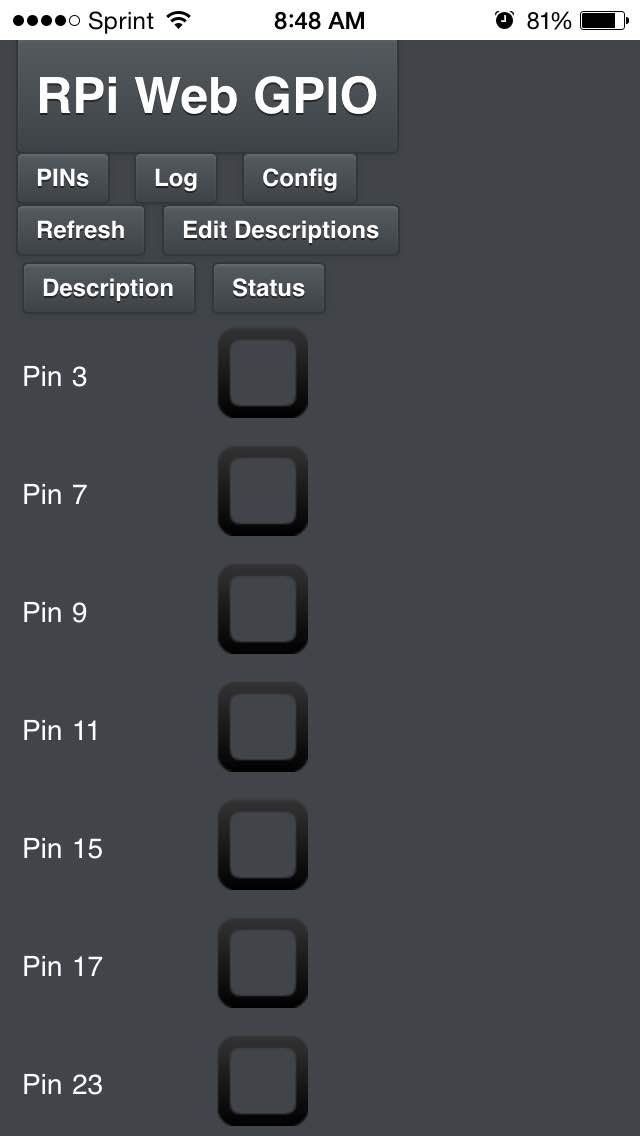 Sprint 8:48 AM 81%
RPi Web GPIO
PINs Log Config
Refresh Edit Descriptions
Description Status
Pin 3
Pin 7
Pin 9
Pin 11
Pin 15
Pin 17
Pin 23